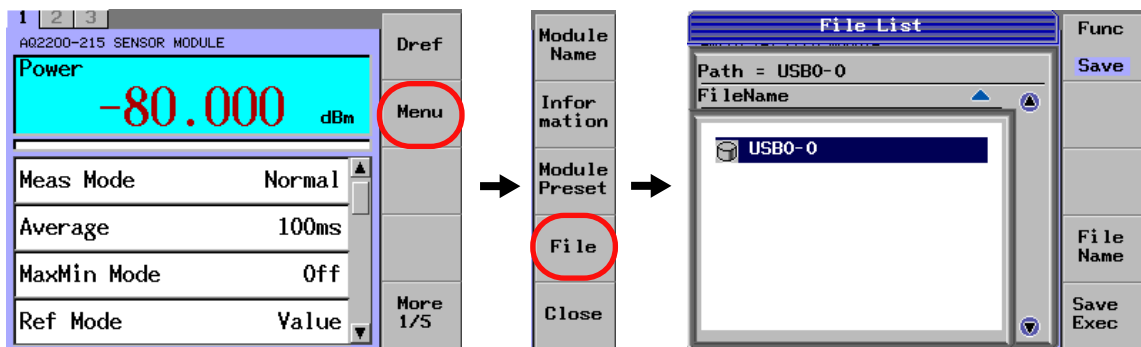 1 2 3
AQ2200-215 SENSOR MODULE
Power
-80.000 dBm
Meas Mode Normal
Average 100ms
MaxMin Mode Off
Ref Mode Value
Dref
Menu
More
1/5
Module
Name
Infor
mation
Module
Preset
File
Close
File List
Path = USB0-0
FileName
USB0-0
Func
Save
File
Name
Save
Exec